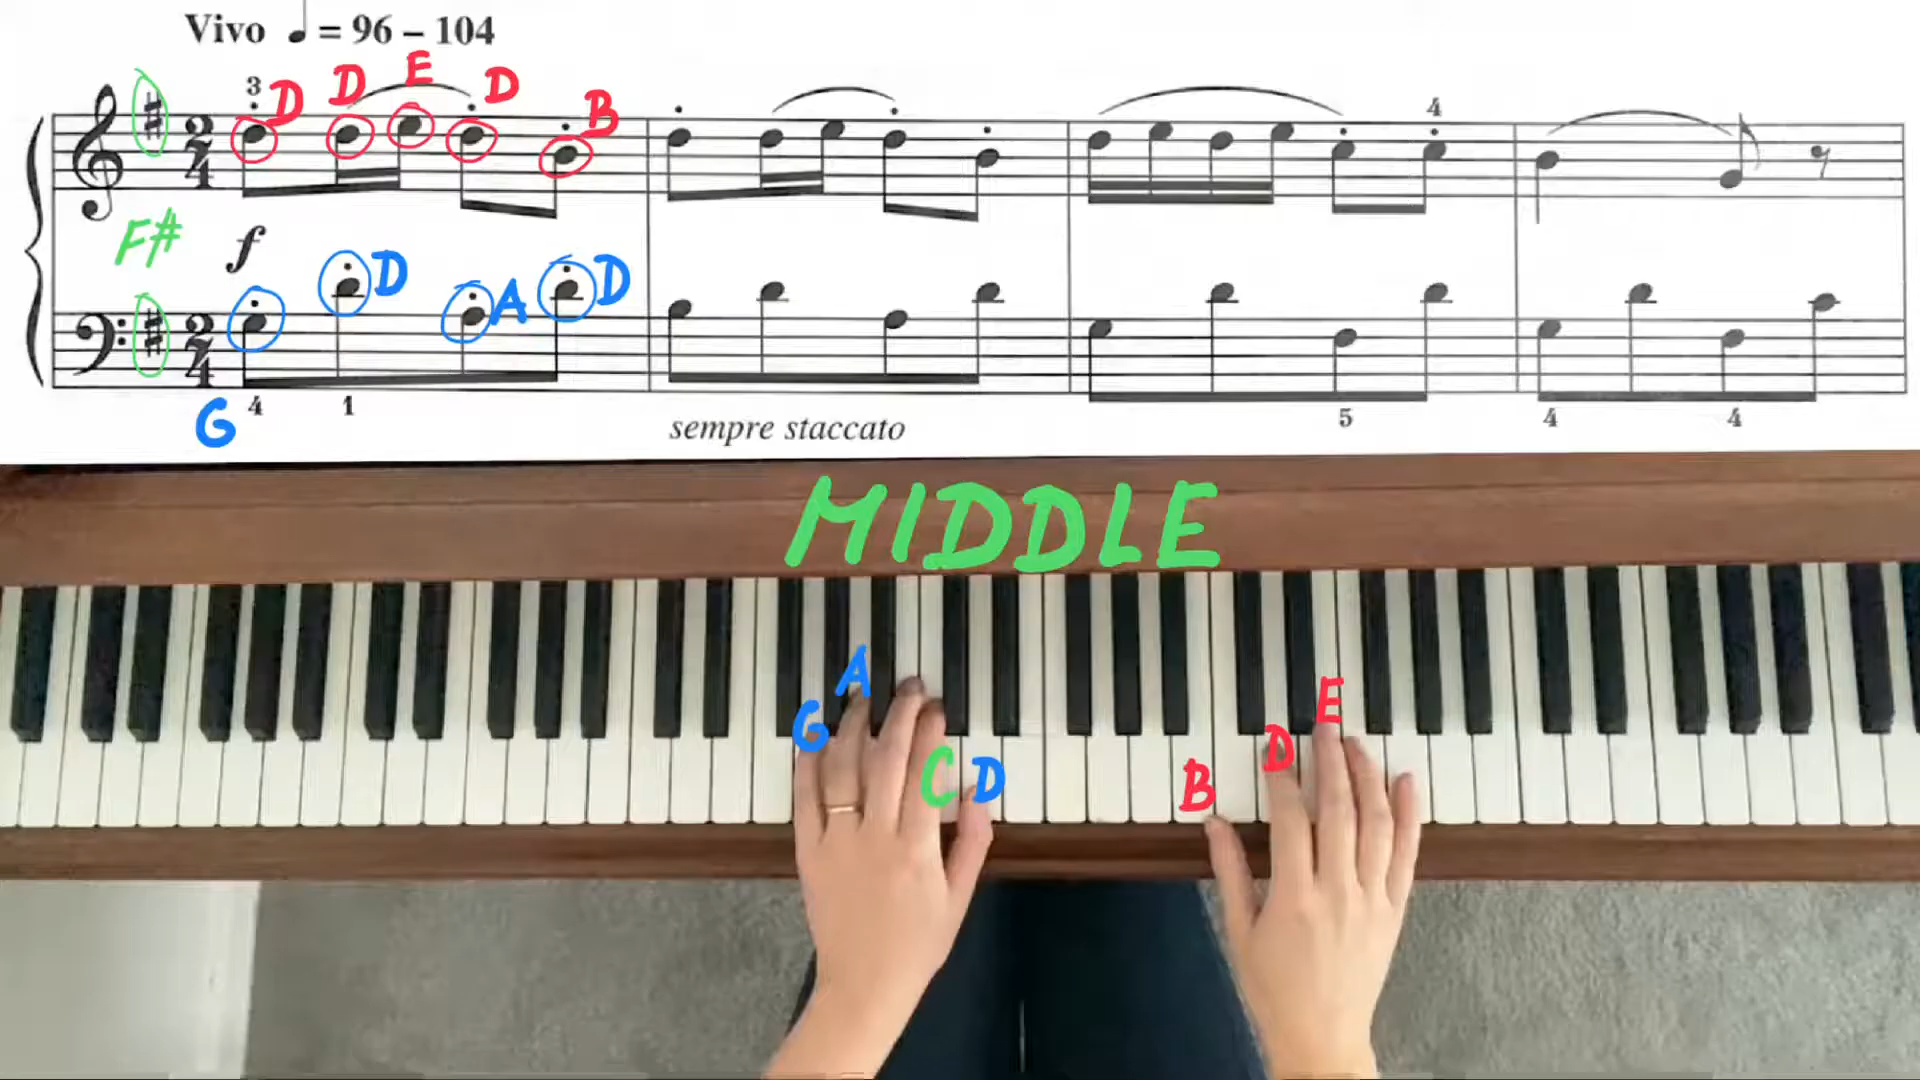 Vivo ♩ = 96 – 104
3 D D E D B 4
F# f
D A D
G 4 1 5 4 4
sempre staccato
MIDDLE
G A C D B D E